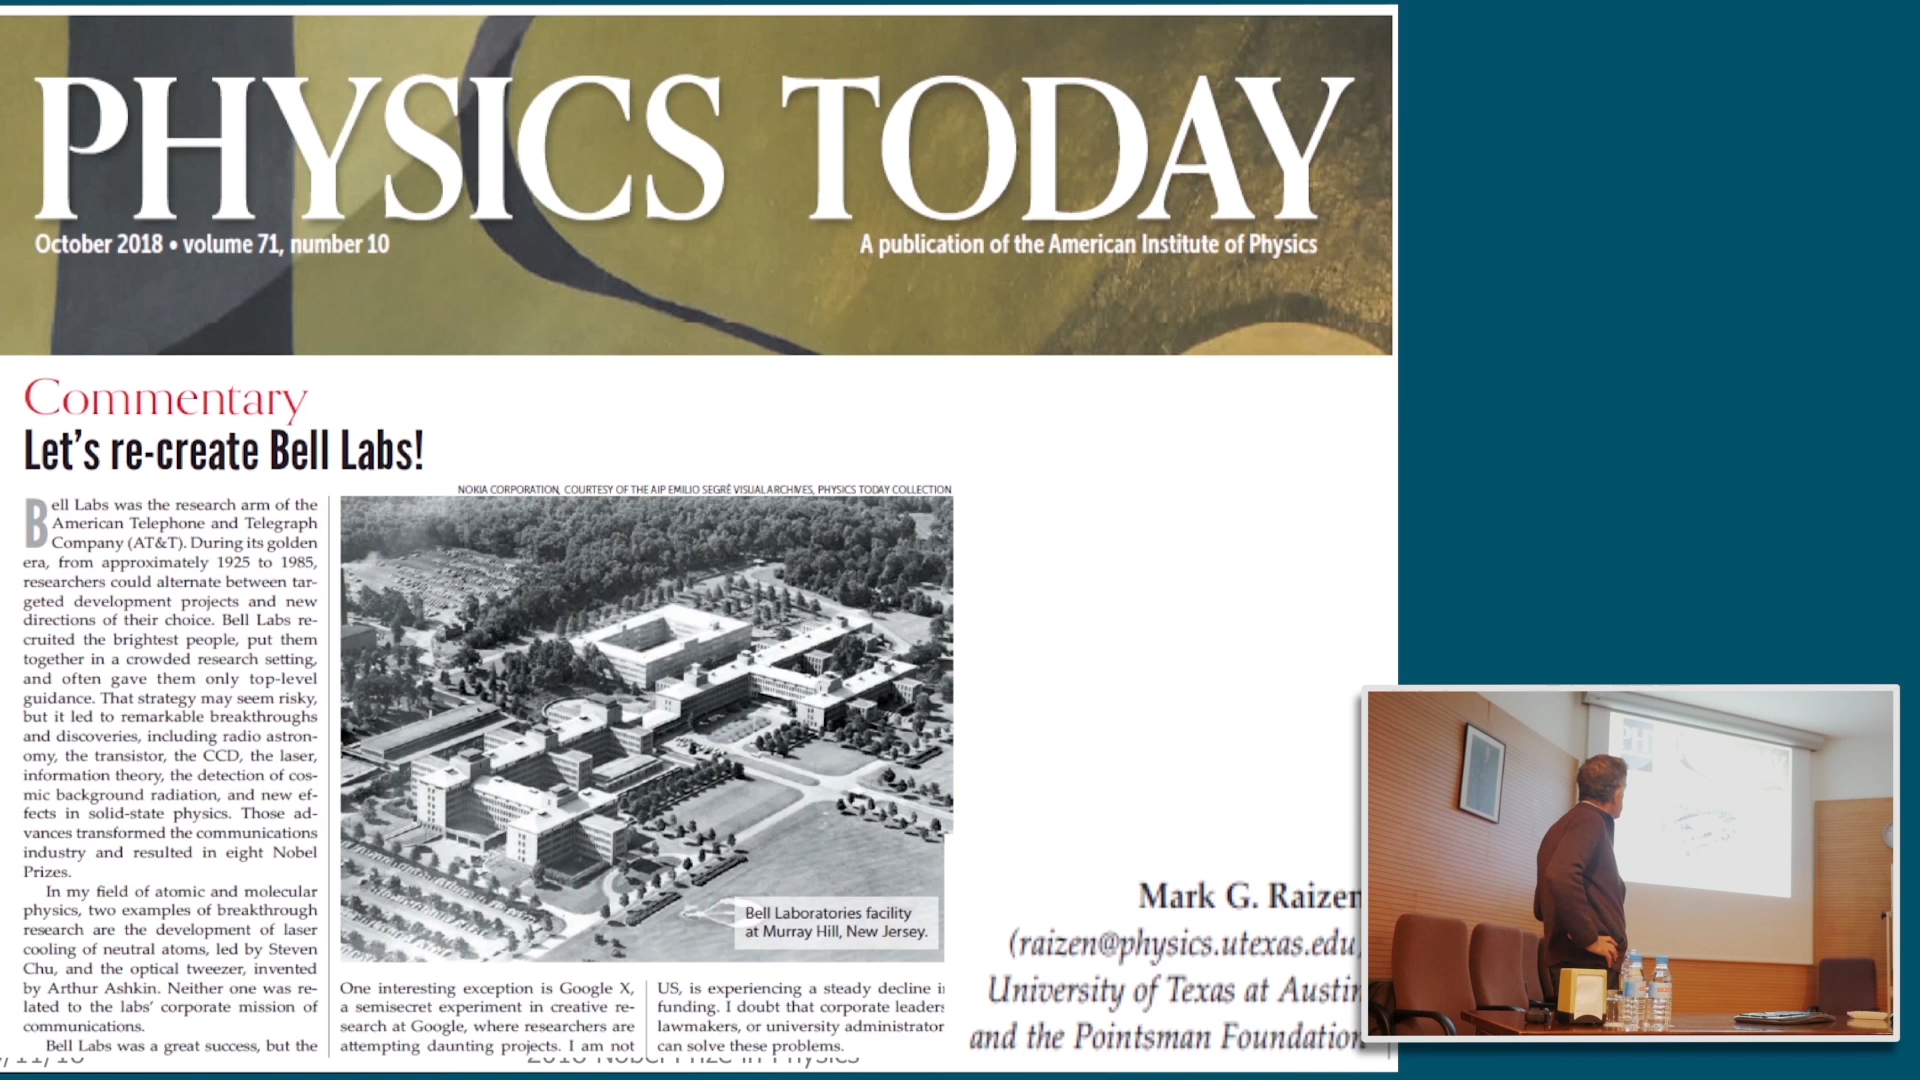 PHYSICS TODAY
October 2018 • volume 71, number 10
A publication of the American Institute of Physics
Commentary
Let's re-create Bell Labs!
NOKIA CORPORATION, COURTESY OF THE AIP EMILIO SEGRÈ VISUAL ARCHIVES, PHYSICS TODAY COLLECTION
Bell Labs was the research arm of the
American Telephone and Telegraph
Company (AT&T). During its golden
era, from approximately 1925 to 1985,
researchers could alternate between tar-
geted development projects and new
directions of their choice. Bell Labs re-
cruited the brightest people, put them
together in a crowded research setting,
and often gave them only top-level
guidance. That strategy may seem risky,
but it led to remarkable breakthroughs
and discoveries, including radio astron-
omy, the transistor, the CCD, the laser,
information theory, the detection of cos-
mic background radiation, and new ef-
fects in solid-state physics. Those ad-
vances transformed the communications
industry and resulted in eight Nobel
Prizes.
In my field of atomic and molecular
physics, two examples of breakthrough
research are the development of laser
cooling of neutral atoms, led by Steven
Chu, and the optical tweezer, invented
by Arthur Ashkin. Neither one was re-
lated to the labs' corporate mission of
communications.
Bell Labs was a great success, but the
Bell Laboratories facility
at Murray Hill, New Jersey.
One interesting exception is Google X,
a semisecret experiment in creative re-
search at Google, where researchers are
attempting daunting projects. I am not
US, is experiencing a steady decline i
funding. I doubt that corporate leaders
lawmakers, or university administrator
can solve these problems.
Mark G. Raizen
(raizen@physics.utexas.edu
University of Texas at Austin
and the Pointsman Foundation
2018 Nobel Prize in Physics